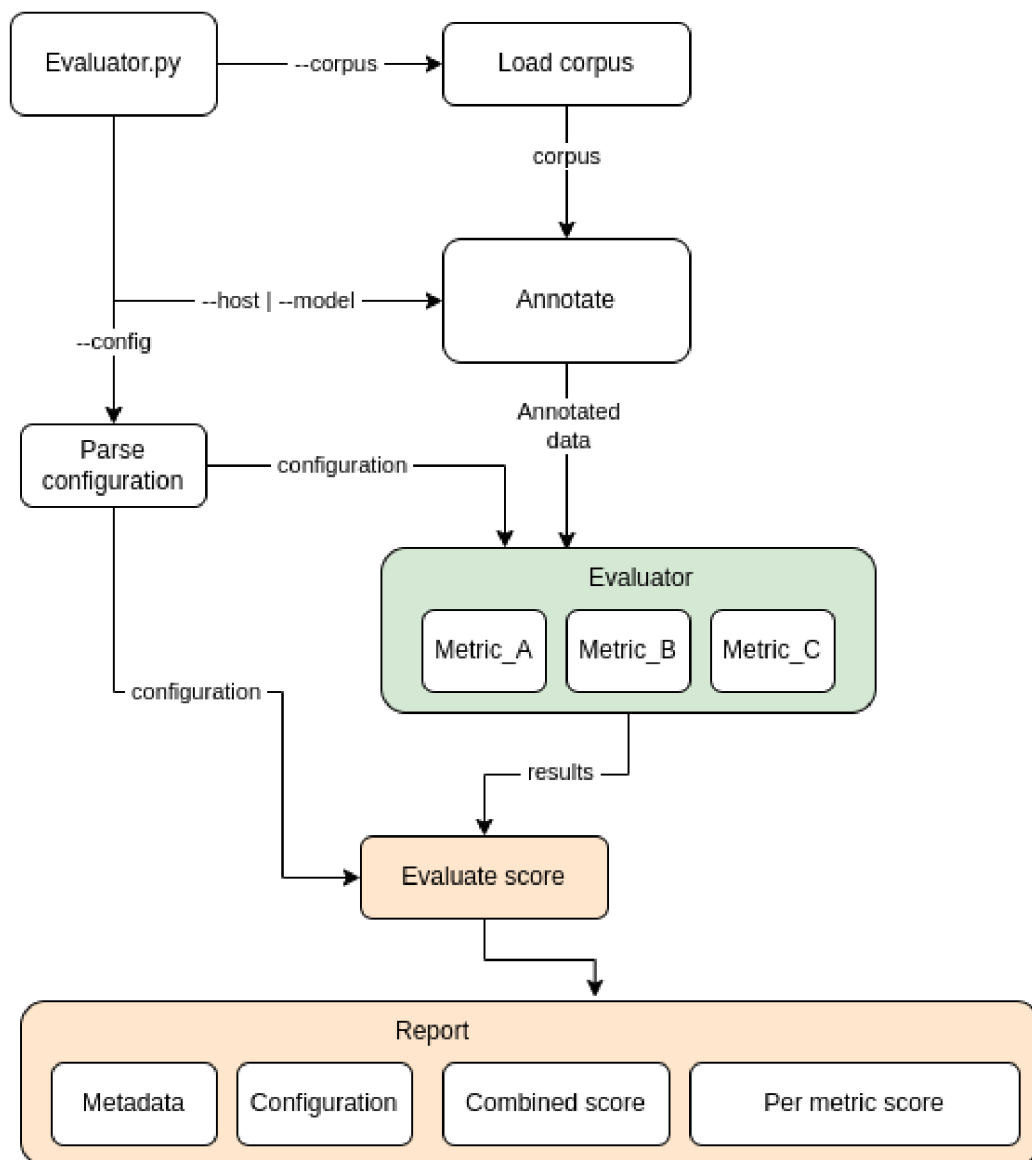 Evaluator.py
--corpus
Load corpus
corpus
--host | --model
Annotate
--config
Annotated
data
Parse
configuration
configuration
Evaluator
Metric_A
Metric_B
Metric_C
configuration
results
Evaluate score
Report
Metadata
Configuration
Combined score
Per metric score